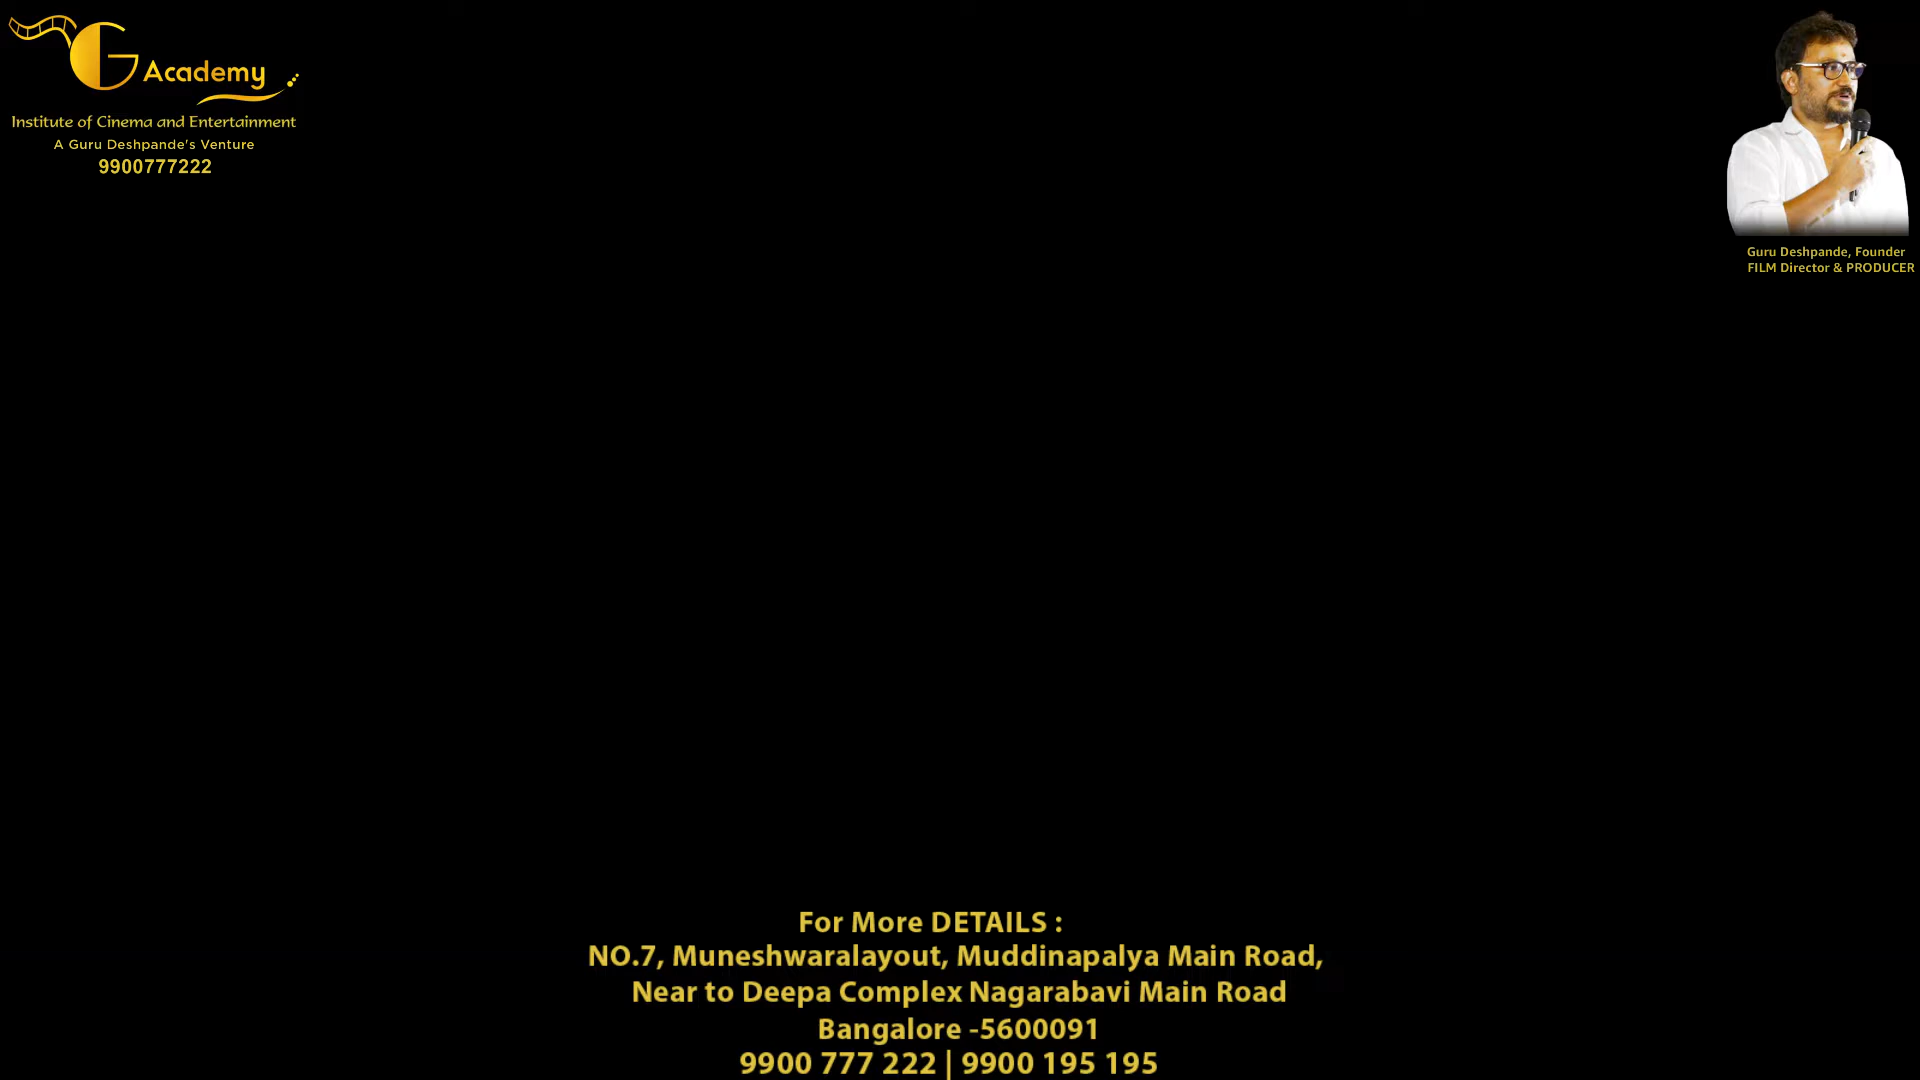 G Academy
Institute of Cinema and Entertainment
A Guru Deshpande's Venture
9900777222
Guru Deshpande, Founder
FILM Director & PRODUCER
For More DETAILS :
NO.7, Muneshwaralayout, Muddinapalya Main Road,
Near to Deepa Complex Nagarabavi Main Road
Bangalore -5600091
9900 777 222 | 9900 195 195